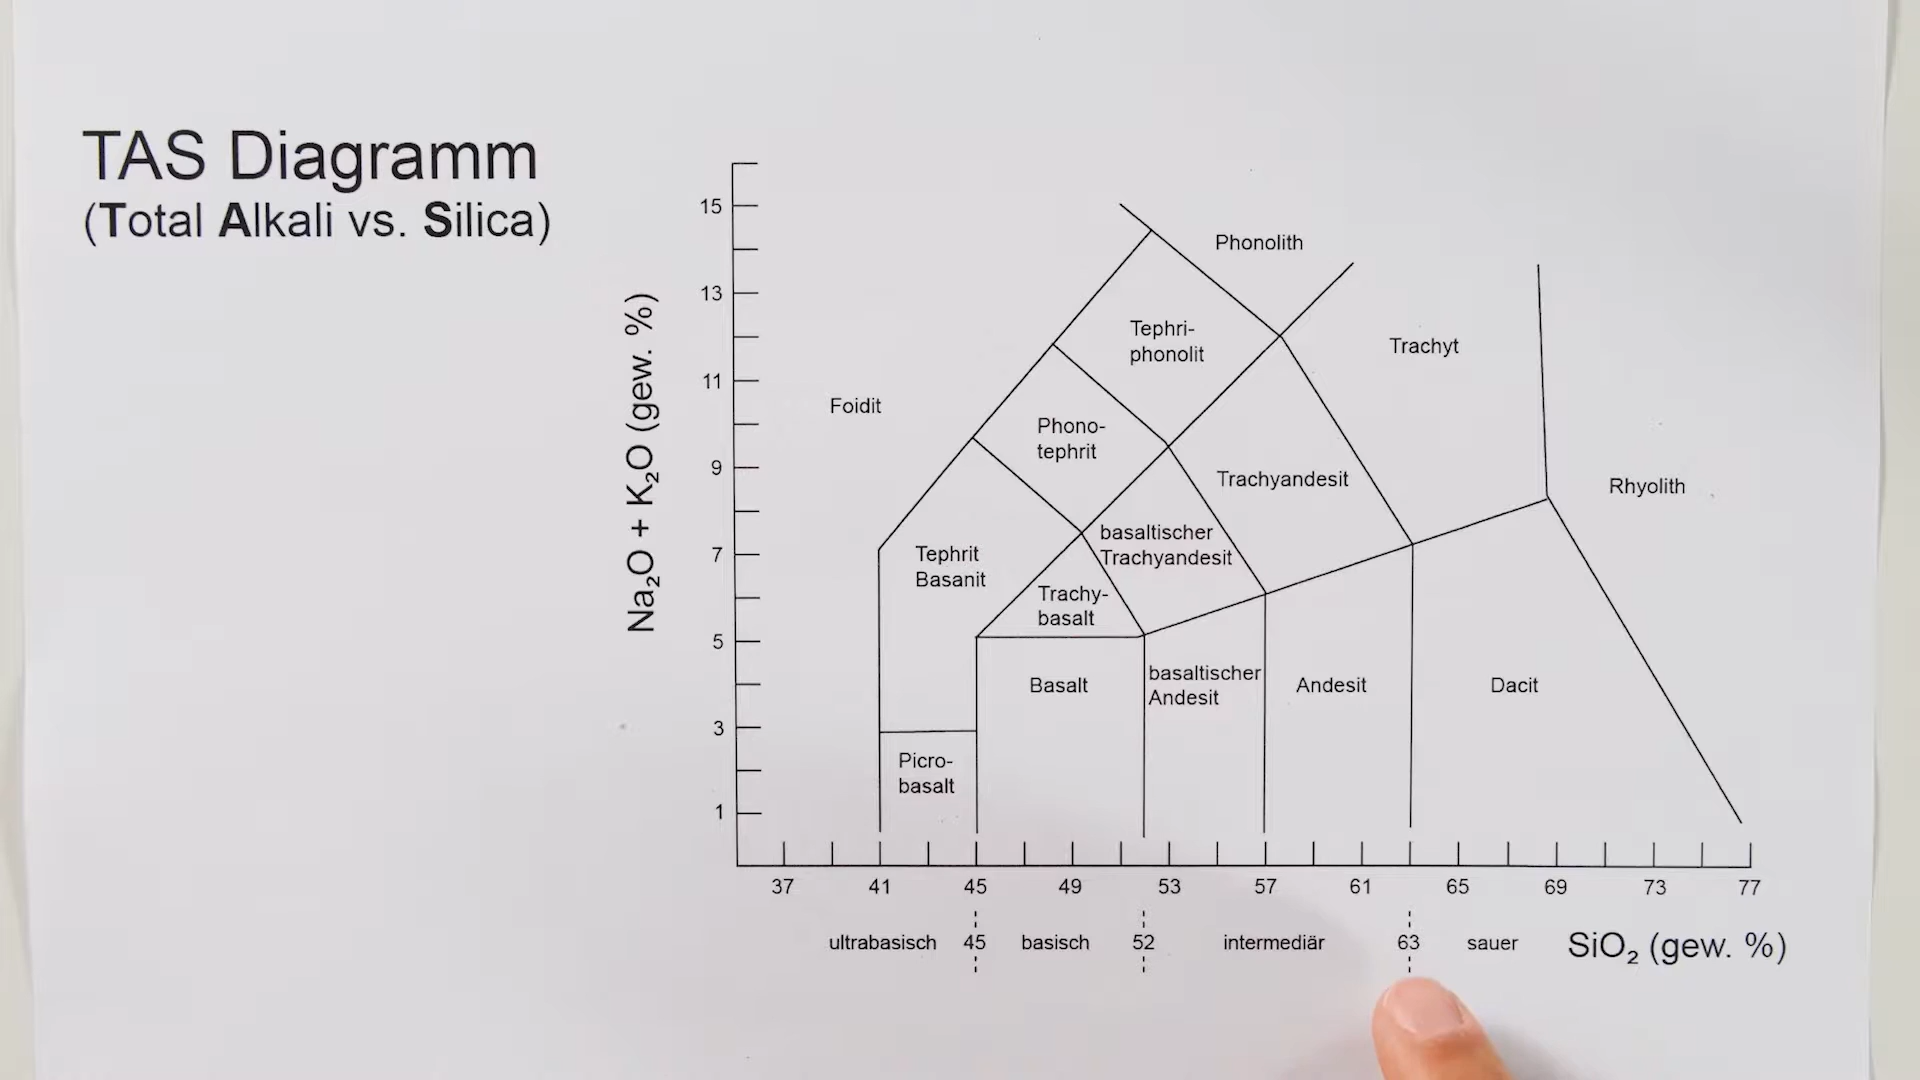 TAS Diagramm
(Total Alkali vs. Silica)
Na₂O + K₂O (gew. %)
15
13
11
9
7
5
3
1
Phonolith
Tephri-
phonolit
Trachyt
Foidit
Phono-
tephrit
Trachyandesit
Rhyolith
basaltischer
Trachyandesit
Tephrit
Basanit
Trachy-
basalt
Basalt
basaltischer
Andesit
Andesit
Dacit
Picro-
basalt
37 41 45 49 53 57 61 65 69 73 77
ultrabasisch 45 basisch 52 intermediär 63 sauer
SiO₂ (gew. %)